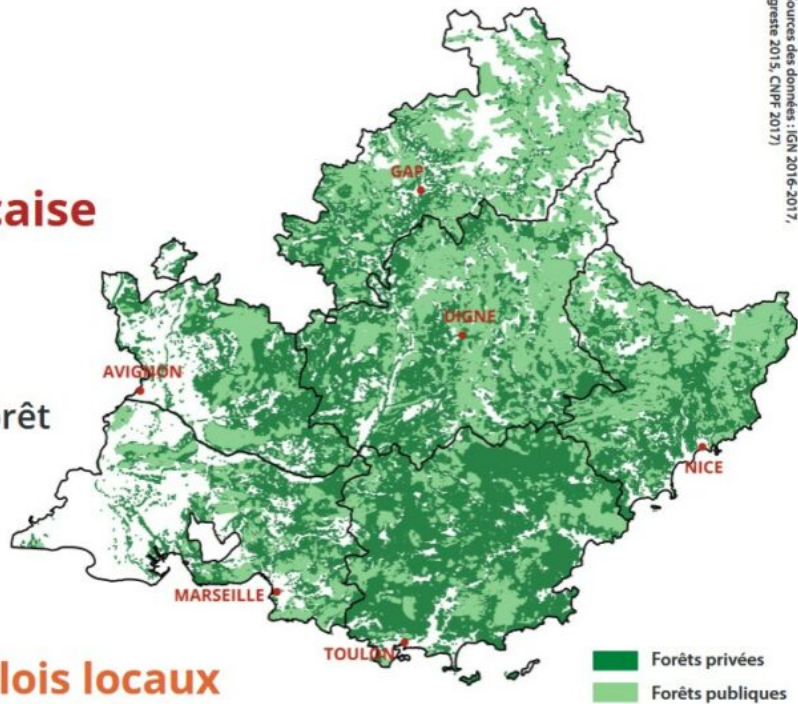 ources des données : IGN 2016-2017,
greste 2015, CNPF 2017)
GAP
çaise
DIGNE
AVIGNON
rêt
NICE
MARSEILLE
TOULON
lois locaux
Forêts privées
Forêts publiques